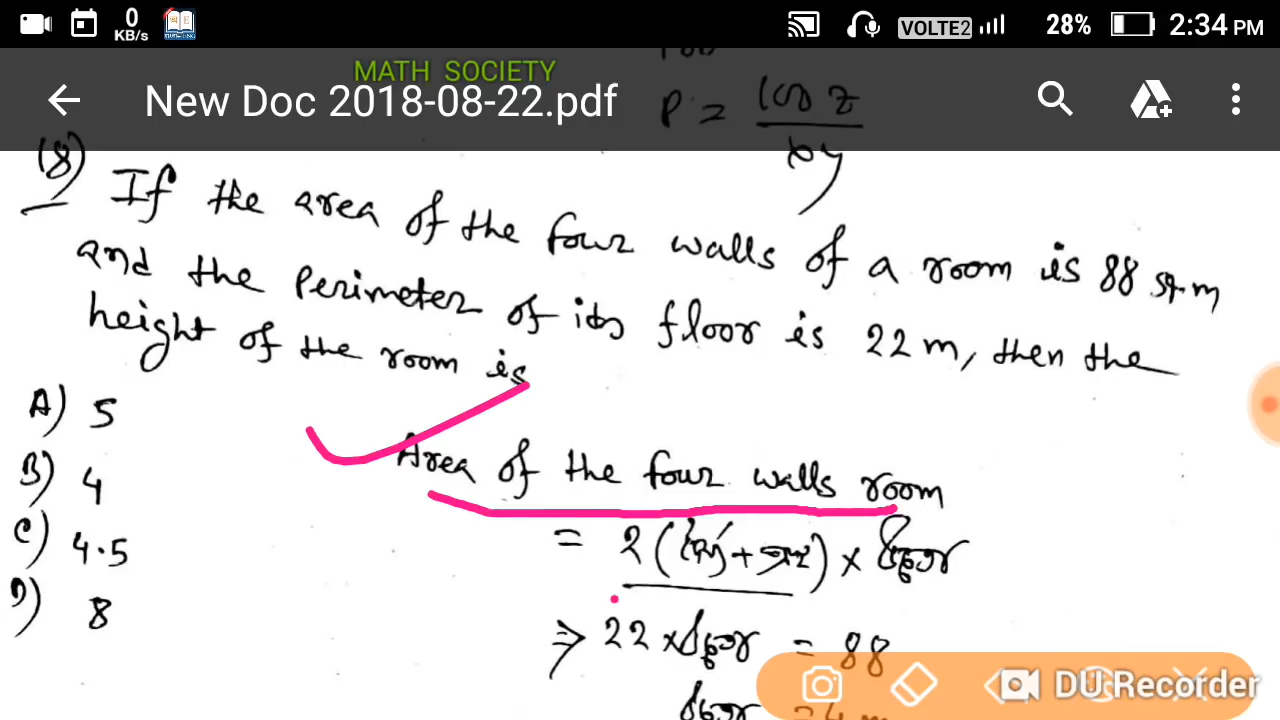 0 KB/s VOLTE2 28% 2:34 PM
MATH SOCIETY
New Doc 2018-08-22.pdf
P =
(8) If the area of the four walls of a room is 88 sq.m
and the Perimeter of its floor is 22 m, then the
height of the room is
A) 5
B) 4
C) 4.5
D) 8
Area of the four walls room
= 2 ( + ) ×
⇒ 22 × = 88
= 4 m
DU Recorder